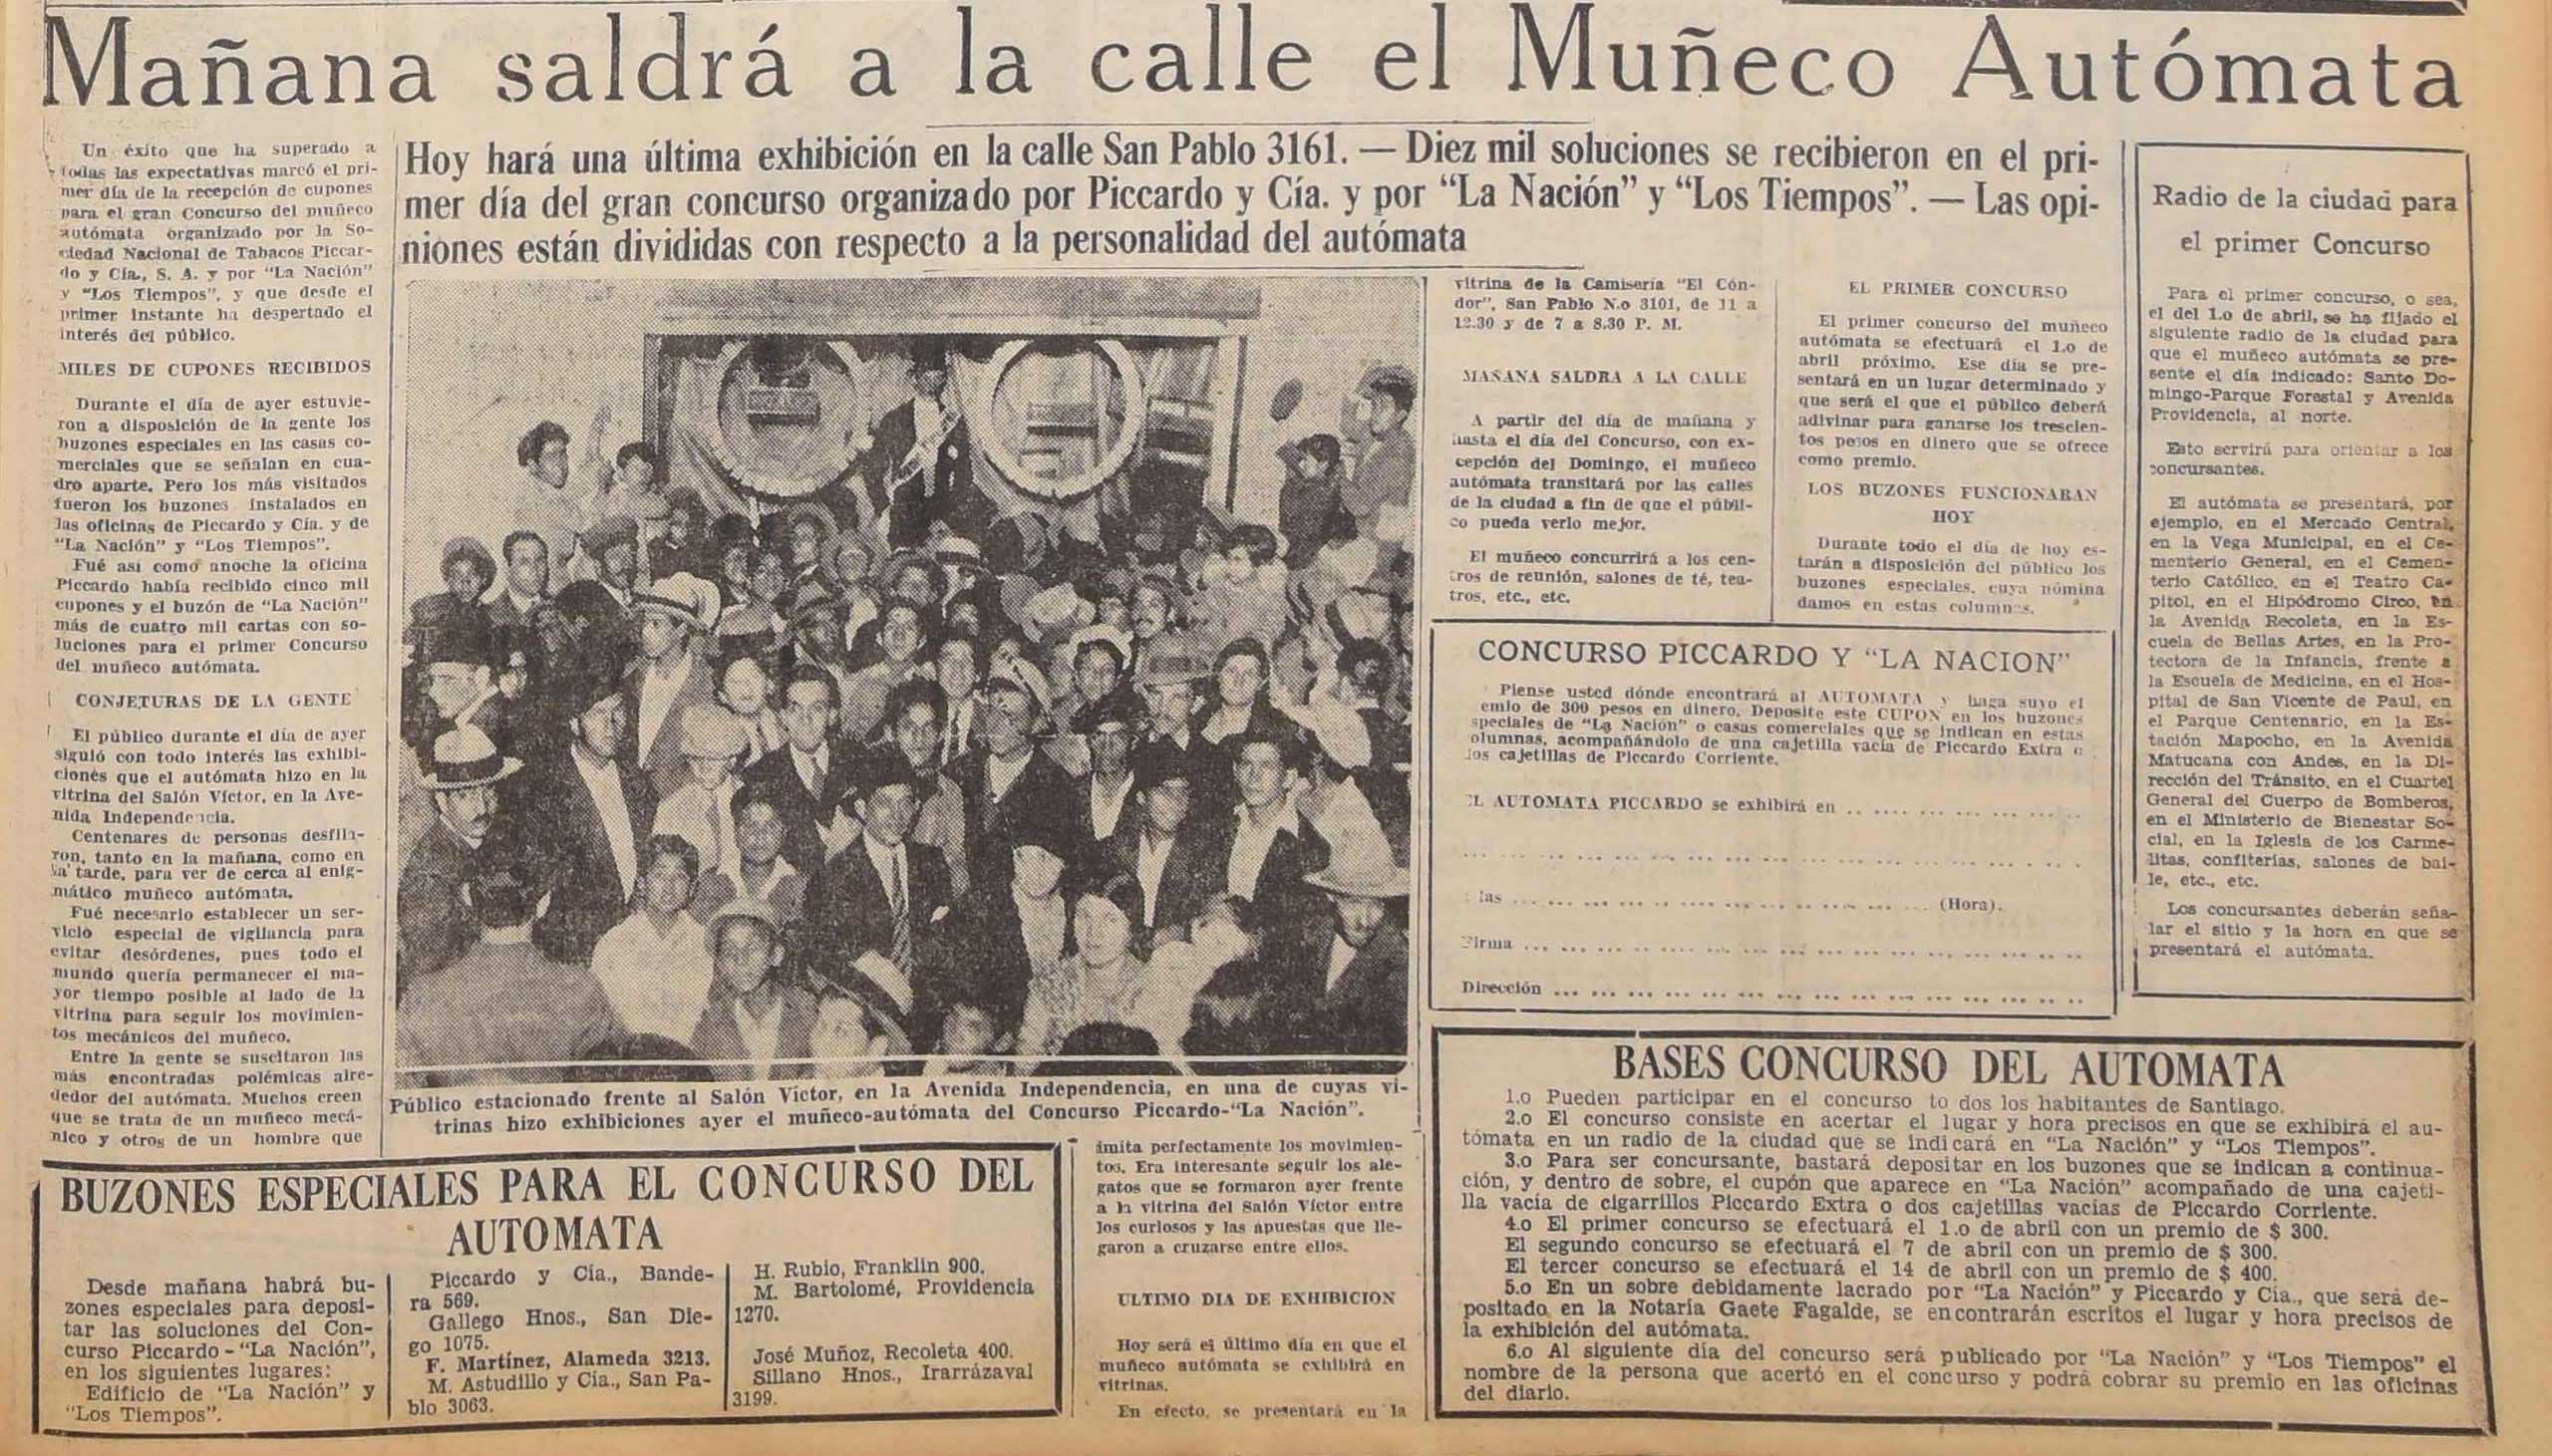 Mañana saldrá a la calle el Muñeco Autómata
Hoy hará una última exhibición en la calle San Pablo 3161. — Diez mil soluciones se recibieron en el pri-
mer día del gran concurso organizado por Piccardo y Cía. y por “La Nación” y “Los Tiempos”. — Las opi-
niones están divididas con respecto a la personalidad del autómata
Un éxito que ha superado a
todas las expectativas marcó el pri-
mer día de la recepción de cupones
para el gran Concurso del muñeco
autómata organizado por la So-
ciedad Nacional de Tabacos Piccar-
do y Cía., S. A. y por “La Nación”
y “Los Tiempos”, y que desde el
primer instante ha despertado el
interés del público.
MILES DE CUPONES RECIBIDOS
Durante el día de ayer estuvie-
ron a disposición de la gente los
buzones especiales en las casas co-
merciales que se señalan en cua-
dro aparte. Pero los más visitados
fueron los buzones instalados en
las oficinas de Piccardo y Cía. y de
“La Nación” y “Los Tiempos”.
Fué así como anoche la oficina
Piccardo había recibido cinco mil
cupones y el buzón de “La Nación”
más de cuatro mil cartas con so-
luciones para el primer Concurso
del muñeco autómata.
CONJETURAS DE LA GENTE
El público durante el día de ayer
siguió con todo interés las exhibi-
ciones que el autómata hizo en la
vitrina del Salón Víctor, en la Ave-
nida Independencia.
Centenares de personas desfila-
ron, tanto en la mañana, como en
la tarde, para ver de cerca al enig-
mático muñeco autómata.
Fué necesario establecer un ser-
vicio especial de vigilancia para
evitar desórdenes, pues todo el
mundo quería permanecer el ma-
yor tiempo posible al lado de la
vitrina para seguir los movimien-
tos mecánicos del muñeco.
Entre la gente se suscitaron las
más encontradas polémicas alre-
dedor del autómata. Muchos creen
que se trata de un muñeco mecá-
nico y otros de un hombre que
Público estacionado frente al Salón Víctor, en la Avenida Independencia, en una de cuyas vi-
trinas hizo exhibiciones ayer el muñeco-autómata del Concurso Piccardo-“La Nación”.
imita perfectamente los movimien-
tos. Era interesante seguir los ale-
gatos que se formaron ayer frente
a la vitrina del Salón Víctor entre
los curiosos y las apuestas que lle-
garon a cruzarse entre ellos.
ULTIMO DIA DE EXHIBICION
Hoy será el último día en que el
muñeco autómata se exhibirá en
vitrinas.
En efecto, se presentará en la
vitrina de la Camisería “El Cón-
dor”, San Pablo N.o 3101, de 11 a
12.30 y de 7 a 8.30 P. M.
MAÑANA SALDRA A LA CALLE
A partir del día de mañana y
hasta el día del Concurso, con ex-
cepción del Domingo, el muñeco
autómata transitará por las calles
de la ciudad a fin de que el públi-
co pueda verlo mejor.
El muñeco concurrirá a los cen-
tros de reunión, salones de té, tea-
tros, etc., etc.
EL PRIMER CONCURSO
El primer concurso del muñeco
autómata se efectuará el 1.o de
abril próximo. Ese día se pre-
sentará en un lugar determinado y
que será el que el público deberá
adivinar para ganarse los trescien-
tos pesos en dinero que se ofrece
como premio.
LOS BUZONES FUNCIONARAN
HOY
Durante todo el día de hoy es-
tarán a disposición del público los
buzones especiales, cuya nómina
damos en estas columnas.
CONCURSO PICCARDO Y “LA NACION”
Piense usted dónde encontrará al AUTOMATA y haga suyo el
emio de 300 pesos en dinero. Deposite este CUPON en los buzones
speciales de “La Nación” o casas comerciales que se indican en estas
olumnas, acompañándolo de una cajetilla vacía de Piccardo Extra o
dos cajetillas de Piccardo Corriente.
EL AUTOMATA PICCARDO se exhibirá en
las (Hora).
Firma
Dirección
Radio de la ciudad para
el primer Concurso
Para el primer concurso, o sea,
el del 1.o de abril, se ha fijado el
siguiente radio de la ciudad para
que el muñeco autómata se pre-
sente el día indicado: Santo Do-
mingo-Parque Forestal y Avenida
Providencia, al norte.
Esto servirá para orientar a los
concursantes.
El autómata se presentará, por
ejemplo, en el Mercado Central,
en la Vega Municipal, en el Ce-
menterio General, en el Cemen-
terio Católico, en el Teatro Ca-
pitol, en el Hipódromo Circo, en
la Avenida Recoleta, en la Es-
cuela de Bellas Artes, en la Pro-
tectora de la Infancia, frente a
la Escuela de Medicina, en el Hos-
pital de San Vicente de Paul, en
el Parque Centenario, en la Es-
tación Mapocho, en la Avenida
Matucana con Andes, en la Di-
rección del Tránsito, en el Cuartel
General del Cuerpo de Bomberos,
en el Ministerio de Bienestar So-
cial, en la Iglesia de los Carme-
litas, confiterías, salones de bai-
le, etc., etc.
Los concursantes deberán seña-
lar el sitio y la hora en que se
presentará el autómata.
BUZONES ESPECIALES PARA EL CONCURSO DEL
AUTOMATA
Desde mañana habrá bu-
zones especiales para deposi-
tar las soluciones del Con-
curso Piccardo - “La Nación”,
en los siguientes lugares:
Edificio de “La Nación” y
“Los Tiempos”.
Piccardo y Cía., Bande-
ra 569.
Gallego Hnos., San Die-
go 1075.
F. Martínez, Alameda 3213.
M. Astudillo y Cia., San Pa-
blo 3063.
H. Rubio, Franklin 900.
M. Bartolomé, Providencia
1270.
José Muñoz, Recoleta 400.
Sillano Hnos., Irarrázaval
3199.
BASES CONCURSO DEL AUTOMATA
1.o Pueden participar en el concurso to dos los habitantes de Santiago.
2.o El concurso consiste en acertar el lugar y hora precisos en que se exhibirá el au-
tómata en un radio de la ciudad que se indicará en “La Nación” y “Los Tiempos”.
3.o Para ser concursante, bastará depositar en los buzones que se indican a continua-
ción, y dentro de sobre, el cupón que aparece en “La Nación” acompañado de una cajeti-
lla vacía de cigarrillos Piccardo Extra o dos cajetillas vacías de Piccardo Corriente.
4.o El primer concurso se efectuará el 1.o de abril con un premio de $ 300.
El segundo concurso se efectuará el 7 de abril con un premio de $ 300.
El tercer concurso se efectuará el 14 de abril con un premio de $ 400.
5.o En un sobre debidamente lacrado por “La Nación” y Piccardo y Cía., que será de-
positado en la Notaría Gaete Fagalde, se encontrarán escritos el lugar y hora precisos de
la exhibición del autómata.
6.o Al siguiente día del concurso será publicado por “La Nación” y “Los Tiempos” el
nombre de la persona que acertó en el concurso y podrá cobrar su premio en las oficinas
del diario.